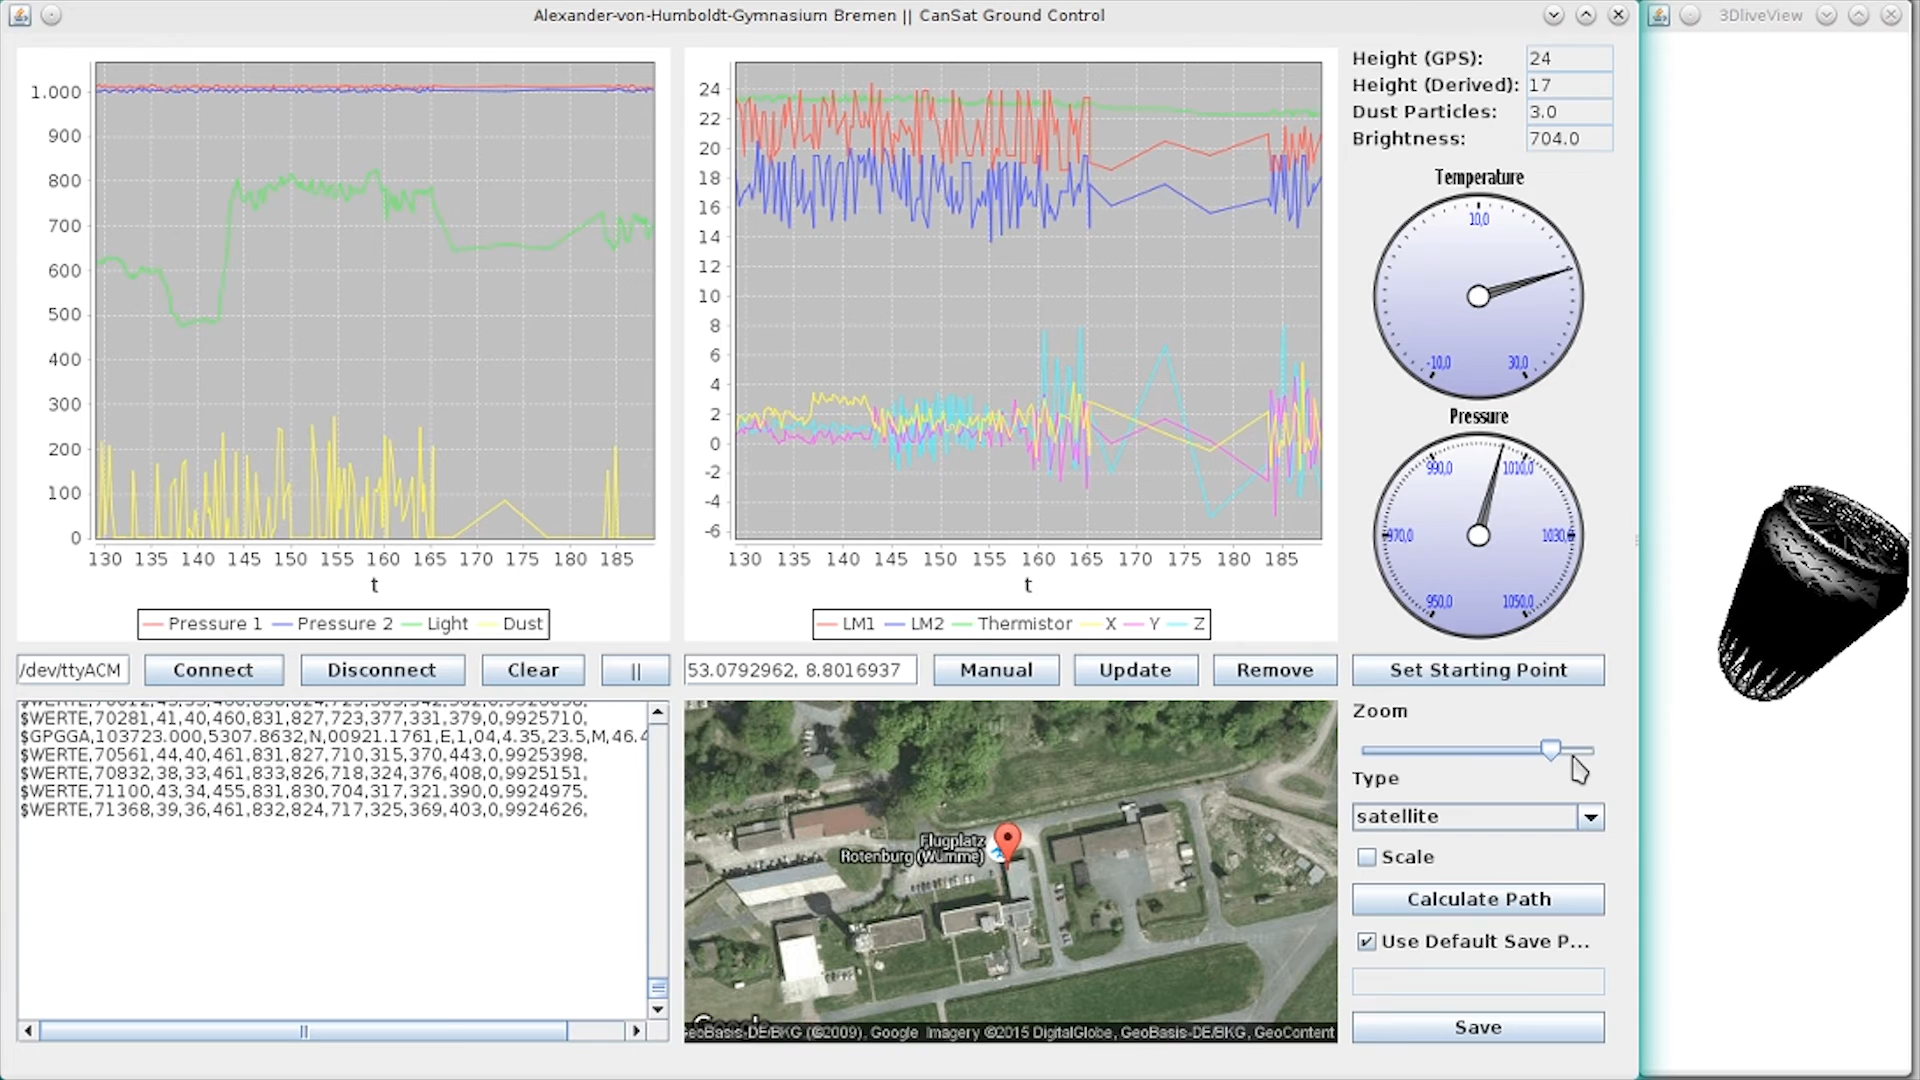 Alexander-von-Humboldt-Gymnasium Bremen || CanSat Ground Control
3DliveView
1.000
900
800
700
600
500
400
300
200
100
0
130 135 140 145 150 155 160 165 170 175 180 185
t
Pressure 1 Pressure 2 Light Dust
24
22
20
18
16
14
12
10
8
6
4
2
0
-2
-4
-6
130 135 140 145 150 155 160 165 170 175 180 185
t
LM1 LM2 Thermistor X Y Z
Height (GPS): 24
Height (Derived): 17
Dust Particles: 3.0
Brightness: 704.0
Temperature
10,0
-10,0 30,0
Pressure
990,0 1010,0
970,0 1030,0
950,0 1050,0
/dev/ttyACM Connect Disconnect Clear ||
53.0792962, 8.8016937 Manual Update Remove
Set Starting Point
$WERTE,70281,41,40,460,831,827,723,377,331,379,0,9925710,
$GPGGA,103723.000,5307.8632,N,00921.1761,E,1,04,4.35,23.5,M,46.4
$WERTE,70561,44,40,461,831,827,710,315,370,443,0,9925398,
$WERTE,70832,38,33,461,833,826,718,324,376,408,0,9925151,
$WERTE,71100,43,34,455,831,830,704,317,321,390,0,9924975,
$WERTE,71368,39,36,461,832,824,717,325,369,403,0,9924626,
Flugplatz
Rotenburg (Wümme)
Google
GeoBasis-DE/BKG (©2009), Google Imagery ©2015 DigitalGlobe, GeoBasis-DE/BKG, GeoContent
Zoom
Type
satellite
Scale
Calculate Path
Use Default Save P...
Save